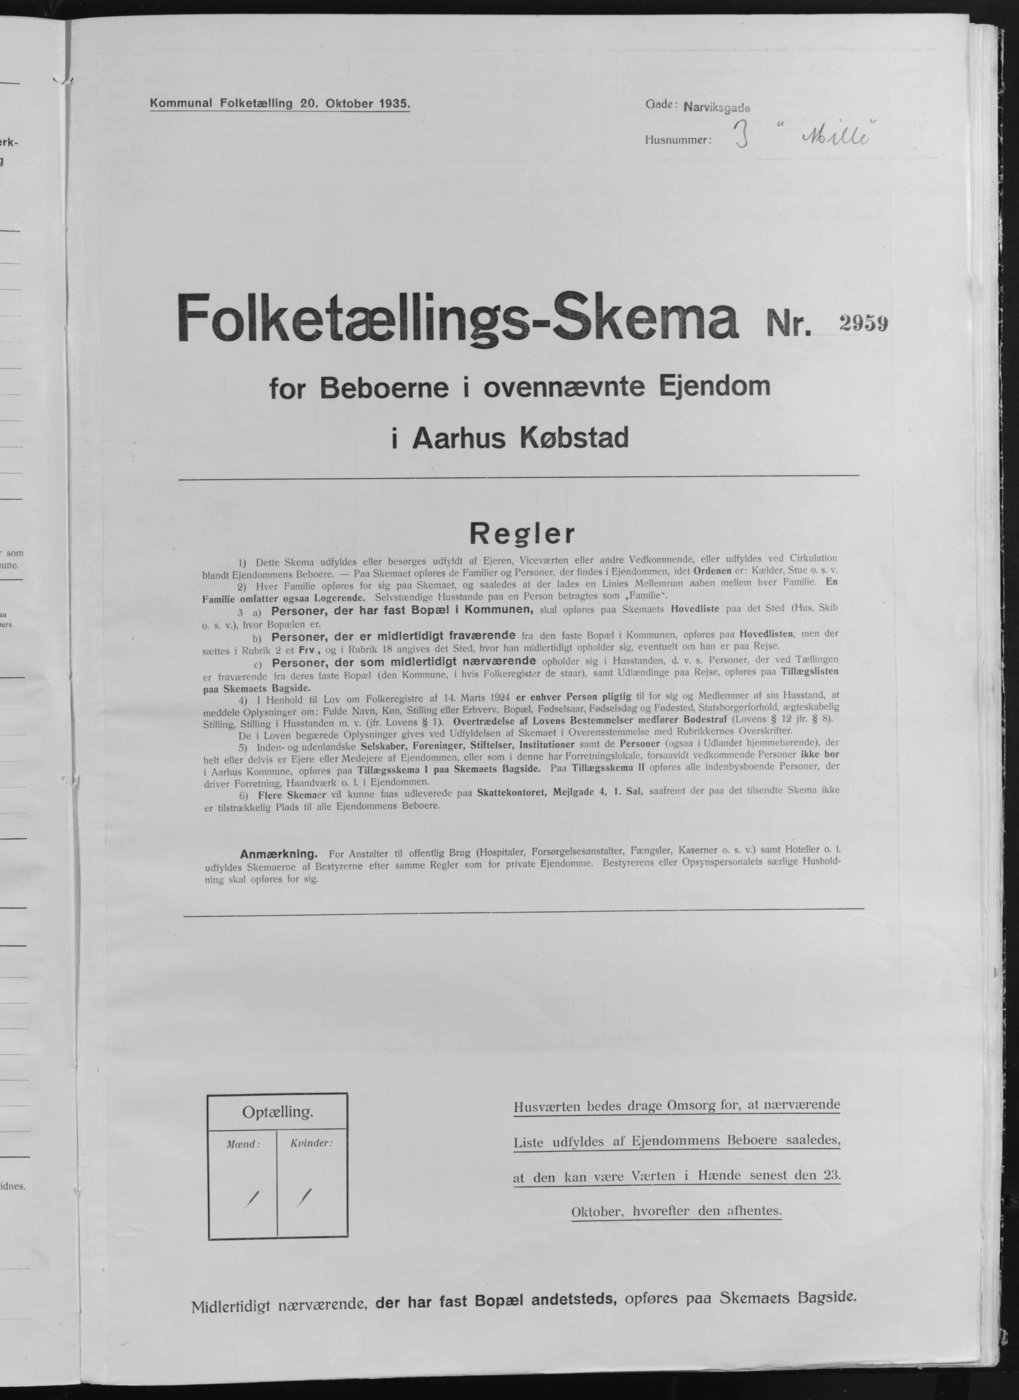 Kommunal Folketælling 20. Oktober 1935.
Gade: Narviksgade
Husnummer: 3 "Mille"
Folketællings-Skema Nr. 2959
for Beboerne i ovennævnte Ejendom
i Aarhus Købstad
Regler
1) Dette Skema udfyldes eller besørges udfyldt af Ejeren, Viceværten eller andre Vedkommende, eller udfyldes ved Cirkulation
blandt Ejendommens Beboere. — Paa Skemaet opføres de Familier og Personer, der findes i Ejendommen, idet Ordenen er: Kælder, Stue o. s. v.
2) Hver Familie opføres for sig paa Skemaet, og saaledes at der lades en Linies Mellemrum aaben mellem hver Familie. En
Familie omfatter ogsaa Logerende. Selvstændige Husstande paa en Person betragtes som „Familie".
3 a) Personer, der har fast Bopæl i Kommunen, skal opføres paa Skemaets Hovedliste paa det Sted (Hus, Skib
o. s. v.), hvor Bopælen er.
b) Personer, der er midlertidigt fraværende fra den faste Bopæl i Kommunen, opføres paa Hovedlisten, men der
sættes i Rubrik 2 et Frv., og i Rubrik 18 angives det Sted, hvor han midlertidigt opholder sig, eventuelt om han er paa Rejse.
c) Personer, der som midlertidigt nærværende opholder sig i Husstanden, d. v. s. Personer, der ved Tællingen
er fraværende fra deres faste Bopæl (den Kommune, i hvis Folkeregister de staar), samt Udlændinge paa Rejse, opføres paa Tillægslisten
paa Skemaets Bagside.
4) I Henhold til Lov om Folkeregistre af 14. Marts 1924 er enhver Person pligtig til for sig og Medlemmer af sin Husstand, at
meddele Oplysninger om: Fulde Navn, Køn, Stilling eller Erhverv, Bopæl, Fødselsaar, Fødselsdag og Fødested, Statsborgerforhold, ægteskabelig
Stilling, Stilling i Husstanden m. v. (jfr. Lovens § 1). Overtrædelse af Lovens Bestemmelser medfører Bødestraf (Lovens § 12 jfr. § 8).
De i Loven begærede Oplysninger gives ved Udfyldelsen af Skemaet i Overensstemmelse med Rubrikkernes Overskrifter.
5) Inden- og udenlandske Selskaber, Foreninger, Stiftelser, Institutioner samt de Personer (ogsaa i Udlandet hjemmehørende), der
helt eller delvis er Ejere eller Medejere af Ejendommen, eller som i denne har Forretningslokale, forsaavidt vedkommende Personer ikke bor
i Aarhus Kommune, opføres paa Tillægsskema I paa Skemaets Bagside. Paa Tillægsskema II opføres alle indenbysboende Personer, der
driver Forretning, Haandværk o. l. i Ejendommen.
6) Flere Skemaer vil kunne faas udleverede paa Skattekontoret, Mejlgade 4, 1. Sal, saafremt der paa det tilsendte Skema ikke
er tilstrækkelig Plads til alle Ejendommens Beboere.
Anmærkning. For Anstalter til offentlig Brug (Hospitaler, Forsørgelsesanstalter, Fængsler, Kaserner o. s. v.) samt Hoteller o. l.
udfyldes Skemaerne af Bestyrerne efter samme Regler som for private Ejendomme. Bestyrerens eller Opsynspersonalets særlige Hushold-
ning skal opføres for sig.
Optælling.
Mænd: Kvinder:
/ /
Husværten bedes drage Omsorg for, at nærværende
Liste udfyldes af Ejendommens Beboere saaledes,
at den kan være Værten i Hænde senest den 23.
Oktober, hvorefter den afhentes.
Midlertidigt nærværende, der har fast Bopæl andetsteds, opføres paa Skemaets Bagside.